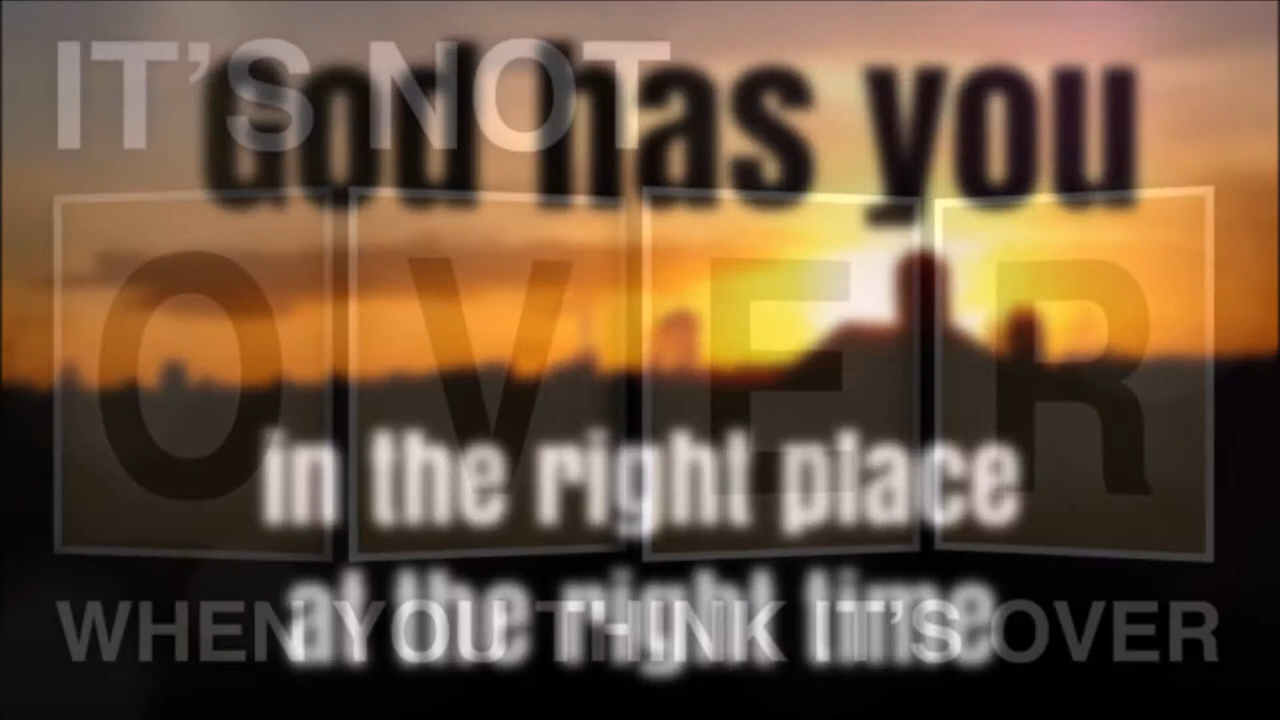 IT'S NOT
God has you
OVER
in the right place
at the right time
WHEN YOU THINK IT'S OVER